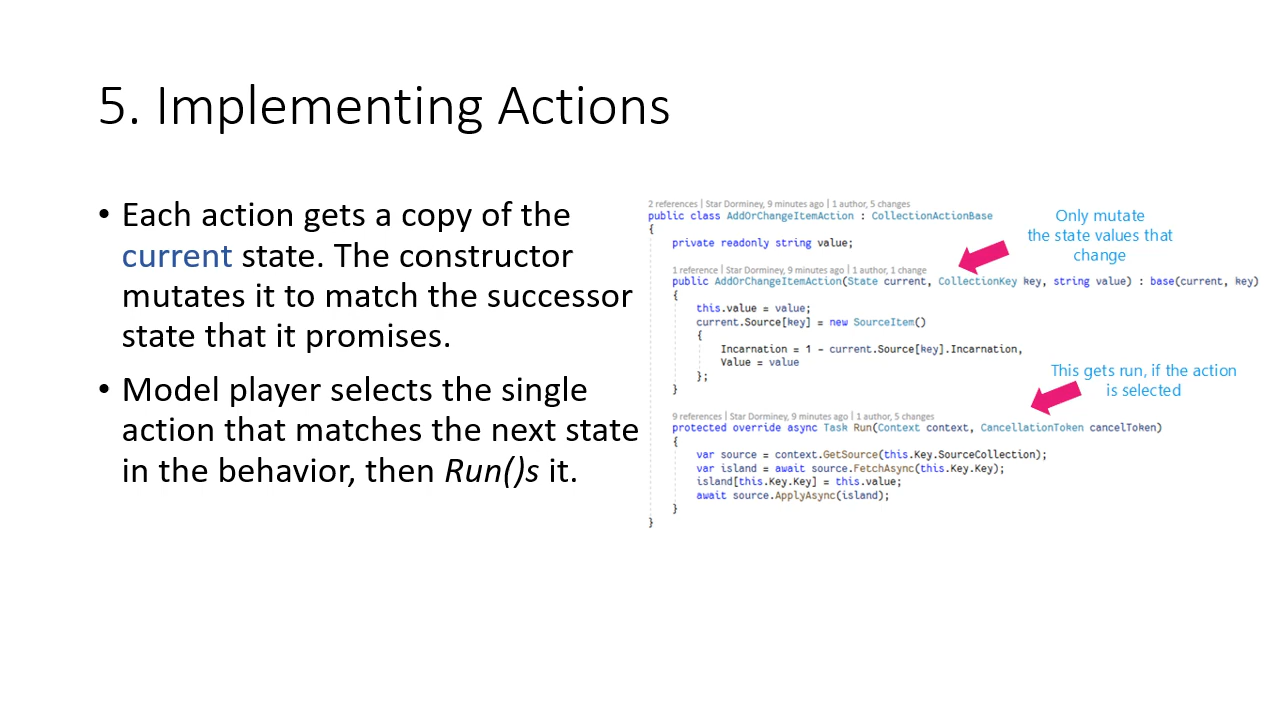 5. Implementing Actions
• Each action gets a copy of the
current state. The constructor
mutates it to match the successor
state that it promises.
• Model player selects the single
action that matches the next state
in the behavior, then Run()s it.
2 references | Star Dorminey, 9 minutes ago | 1 author, 5 changes
public class AddOrChangeItemAction : CollectionActionBase
{
private readonly string value;
1 reference | Star Dorminey, 9 minutes ago | 1 author, 1 change
public AddOrChangeItemAction(State current, CollectionKey key, string value) : base(current, key)
{
this.value = value;
current.Source[key] = new SourceItem()
{
Incarnation = 1 - current.Source[key].Incarnation,
Value = value
};
}
9 references | Star Dorminey, 9 minutes ago | 1 author, 5 changes
protected override async Task Run(Context context, CancellationToken cancelToken)
{
var source = context.GetSource(this.Key.SourceCollection);
var island = await source.FetchAsync(this.Key.Key);
island[this.Key.Key] = this.value;
await source.ApplyAsync(island);
}
}
Only mutate
the state values that
change
This gets run, if the action
is selected